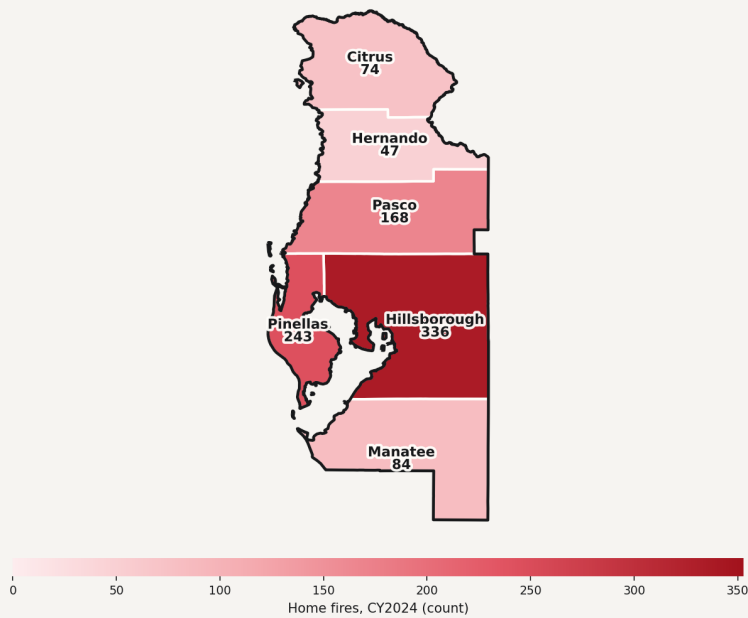 Citrus
74
Hernando
47
Pasco
168
Pinellas
243
Hillsborough
336
Manatee
84
0 50 100 150 200 250 300 350
Home fires, CY2024 (count)